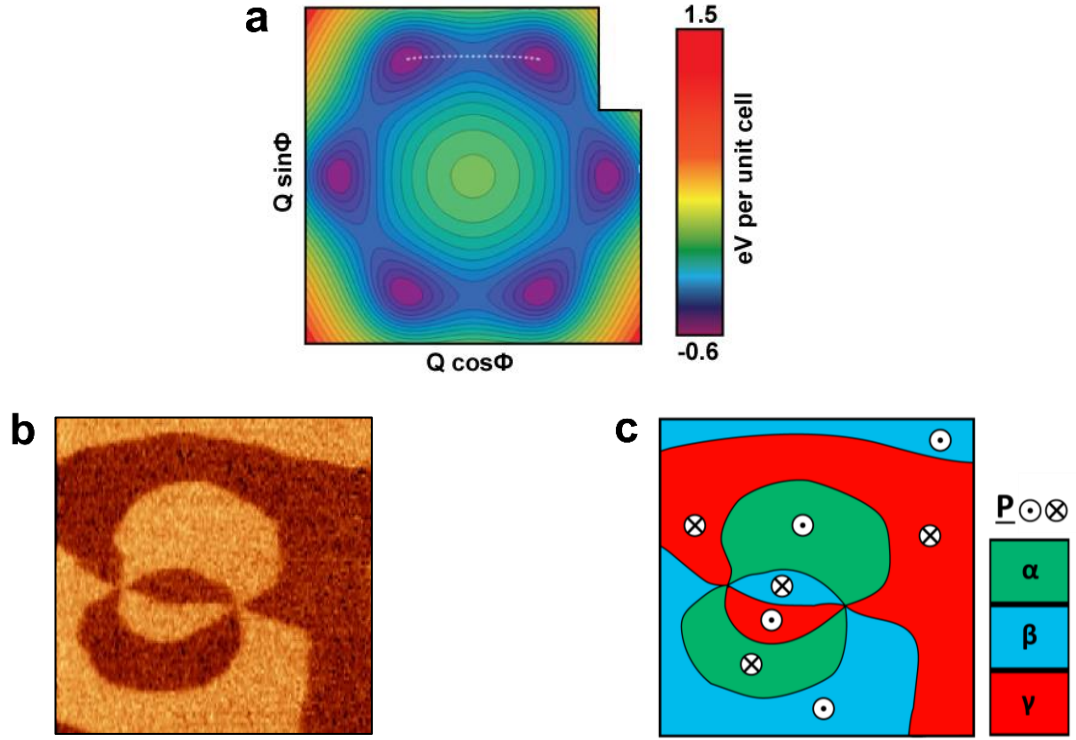 a
1.5
Q sinΦ
eV per unit cell
-0.6
Q cosΦ
b
c
P
α
β
γ